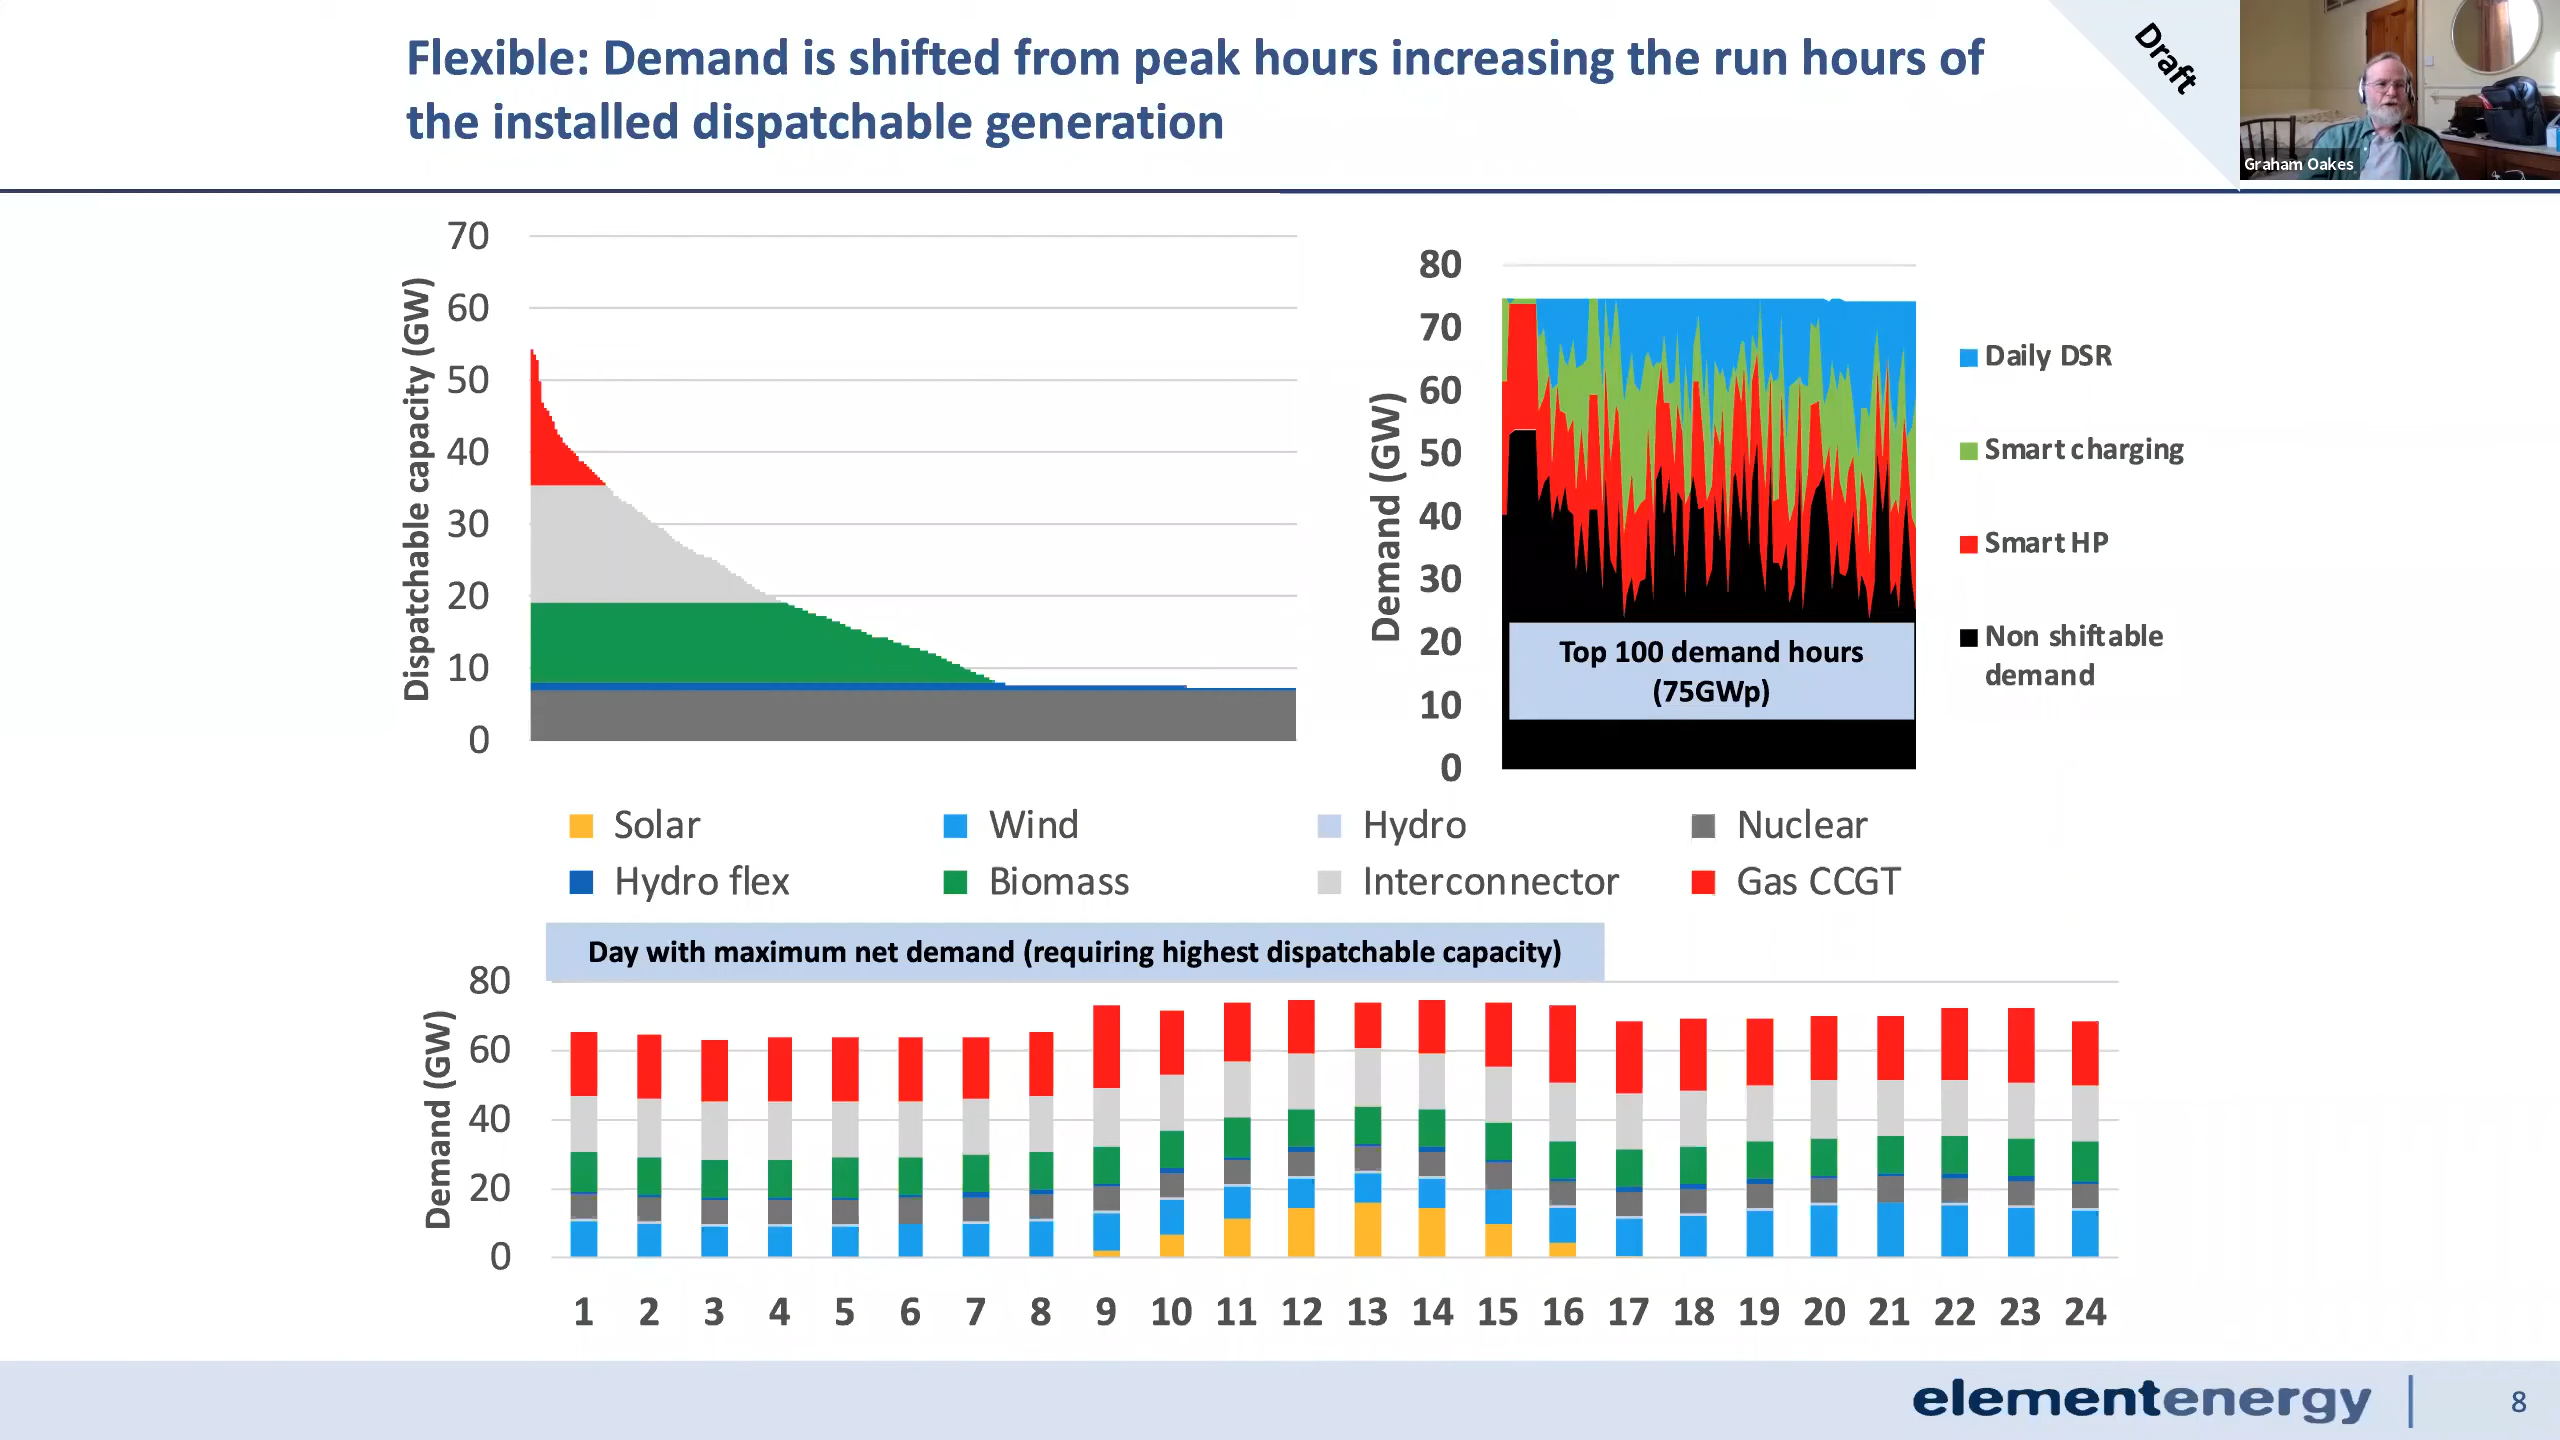 Flexible: Demand is shifted from peak hours increasing the run hours of
the installed dispatchable generation
Draft
Graham Oakes
Dispatchable capacity (GW)
70
60
50
40
30
20
10
0
Demand (GW)
80
70
60
50
40
30
20
10
0
Top 100 demand hours
(75GWp)
Daily DSR
Smart charging
Smart HP
Non shiftable
demand
Solar
Wind
Hydro
Nuclear
Hydro flex
Biomass
Interconnector
Gas CCGT
Day with maximum net demand (requiring highest dispatchable capacity)
Demand (GW)
80
60
40
20
0
1 2 3 4 5 6 7 8 9 10 11 12 13 14 15 16 17 18 19 20 21 22 23 24
elementenergy
8